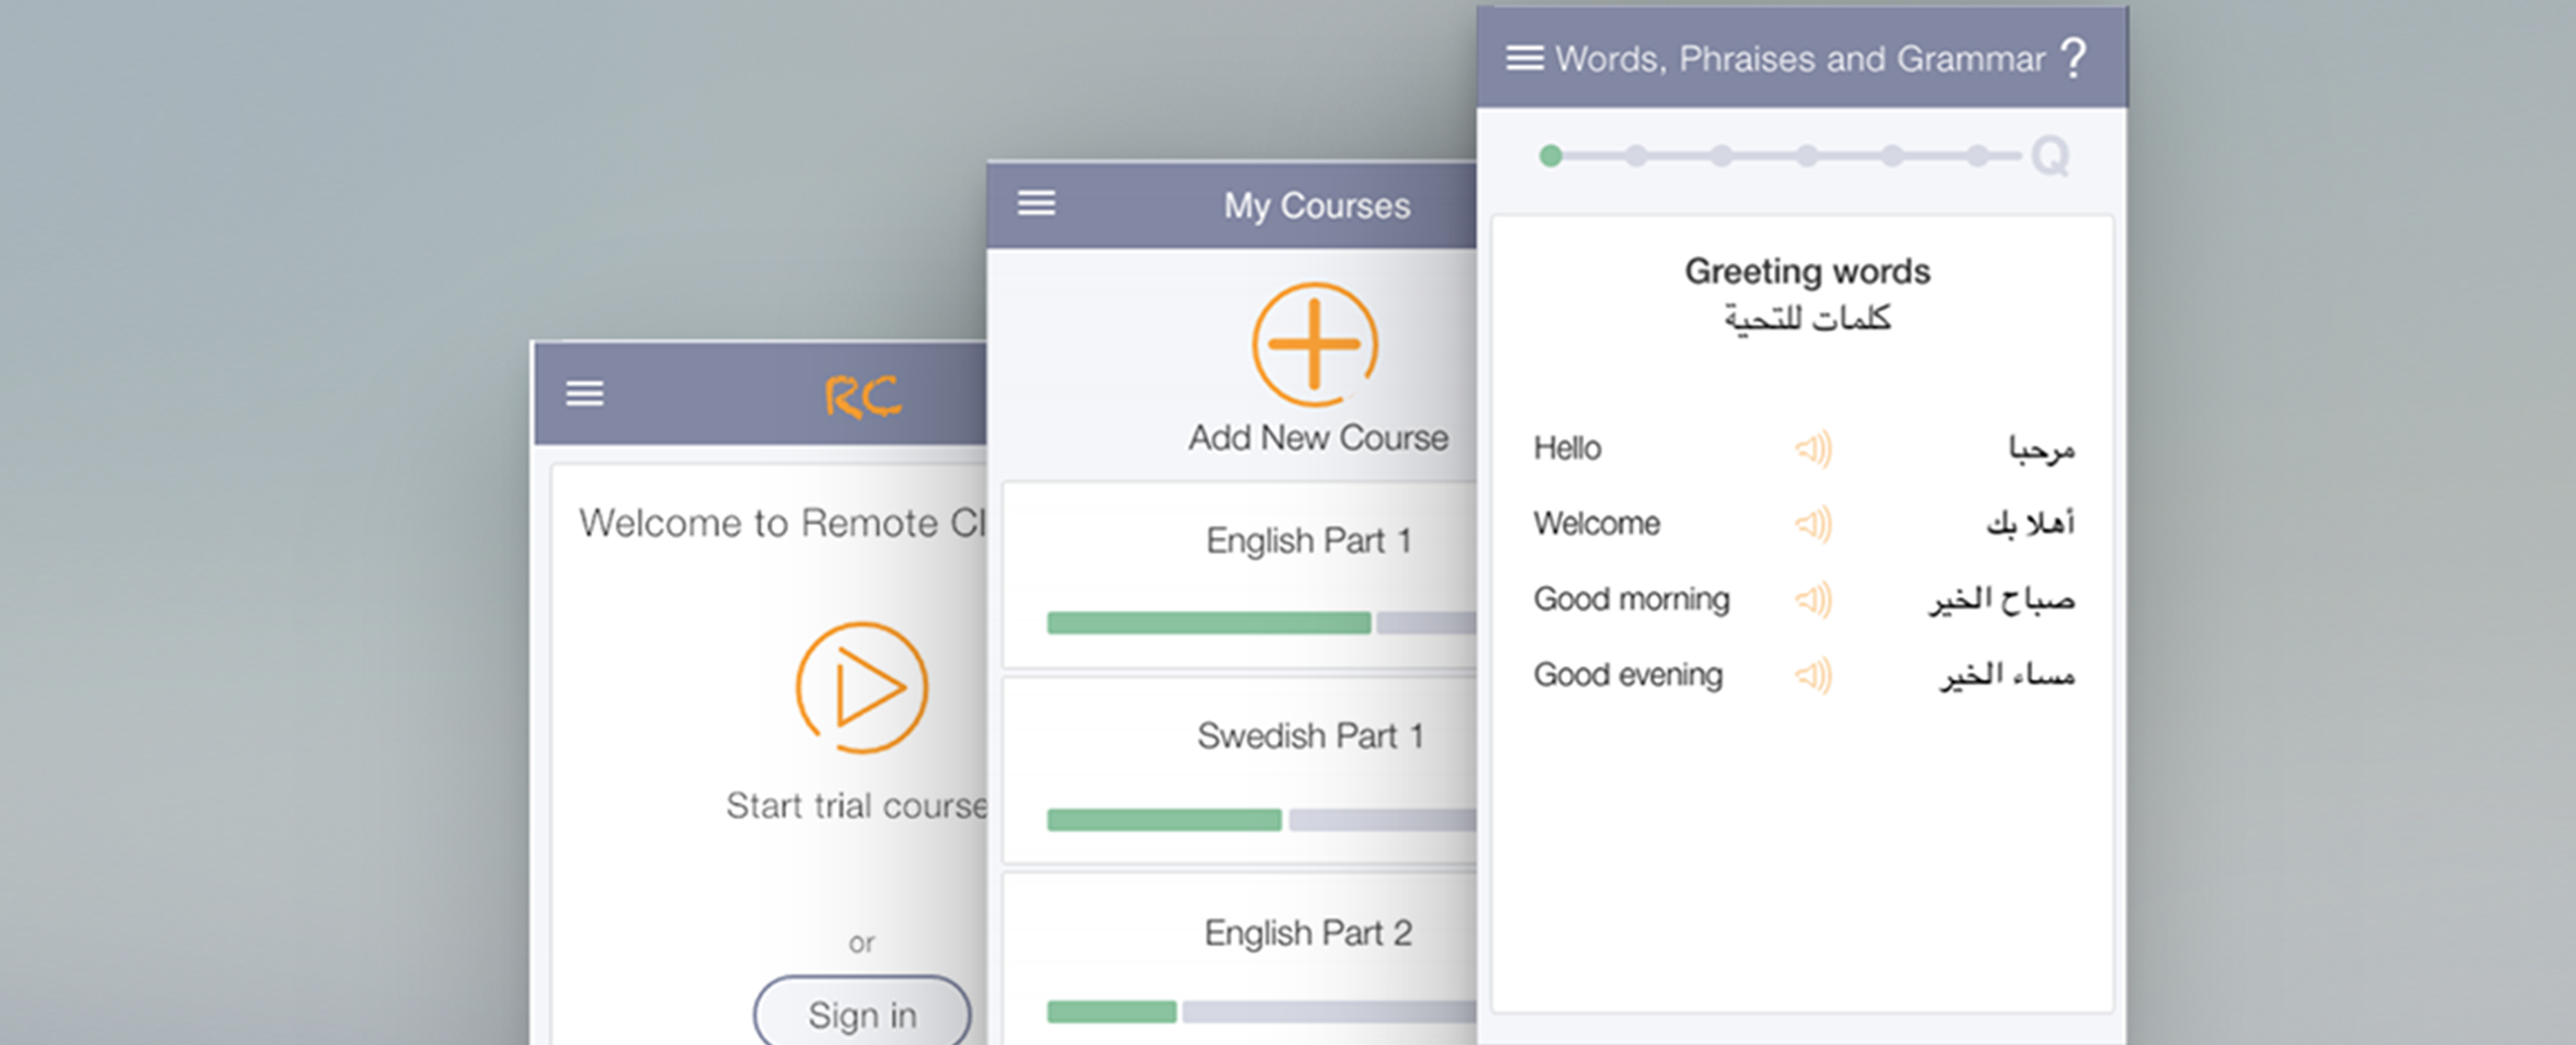 RC
Welcome to Remote
Start trial course
or
Sign in
My Courses
Add New Course
English Part 1
Swedish Part 1
English Part 2
Words, Phraises and Grammar ?
Q
Greeting words
كلمات للتحية
Hello مرحبا
Welcome أهلا بك
Good morning صباح الخير
Good evening مساء الخير